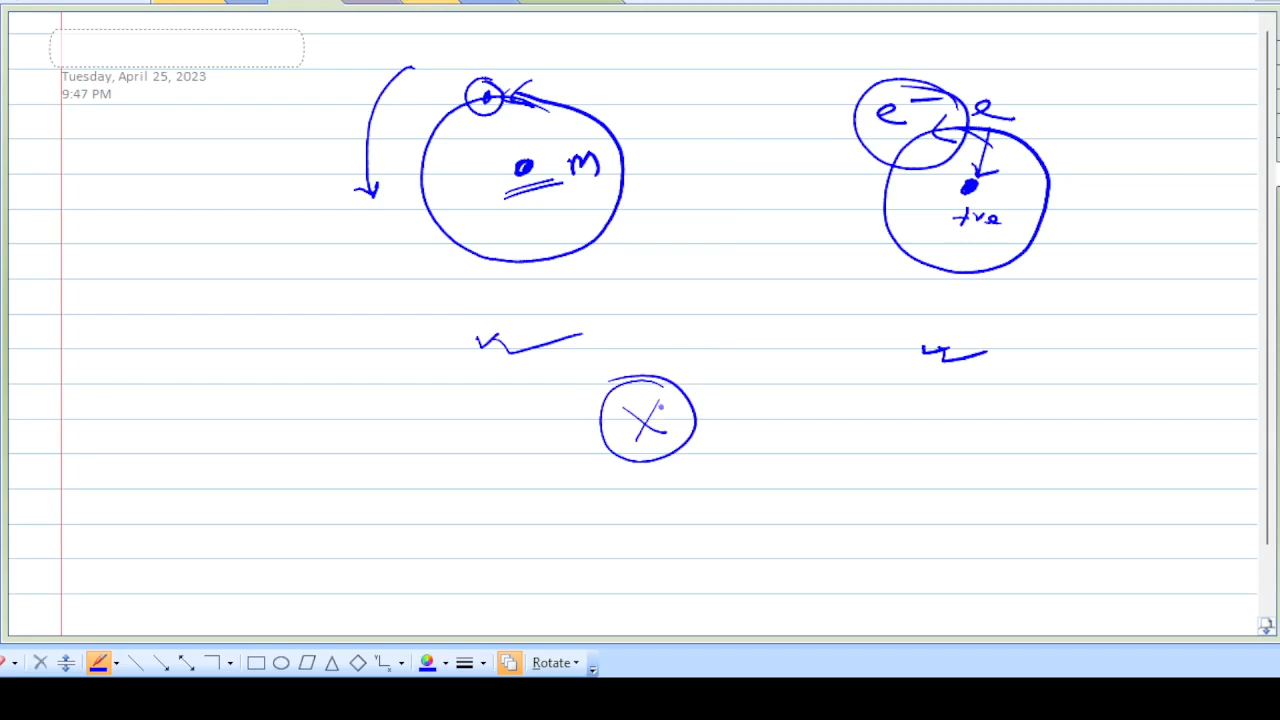 Tuesday, April 25, 2023
9:47 PM
m
e⁻
e
+ve
Rotate